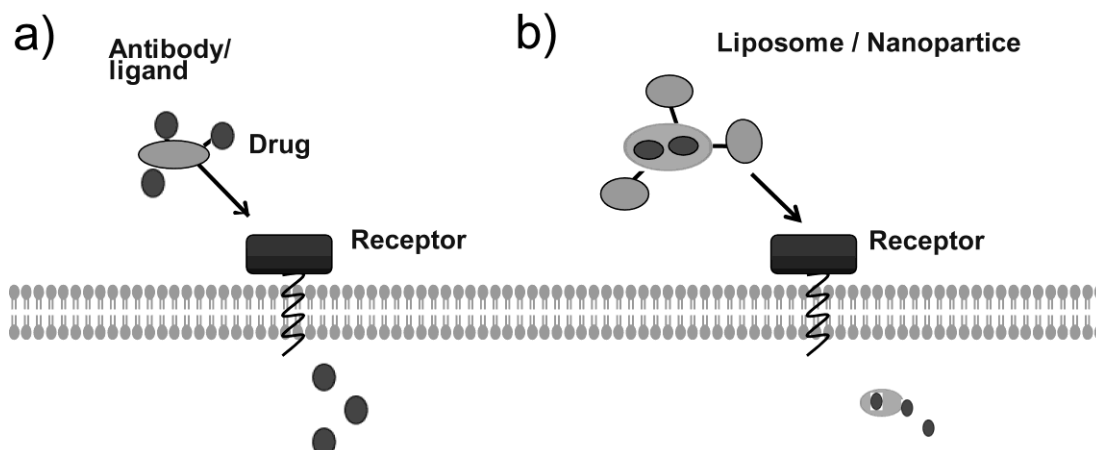 a)
Antibody/
ligand
Drug
Receptor
b)
Liposome / Nanopartice
Receptor